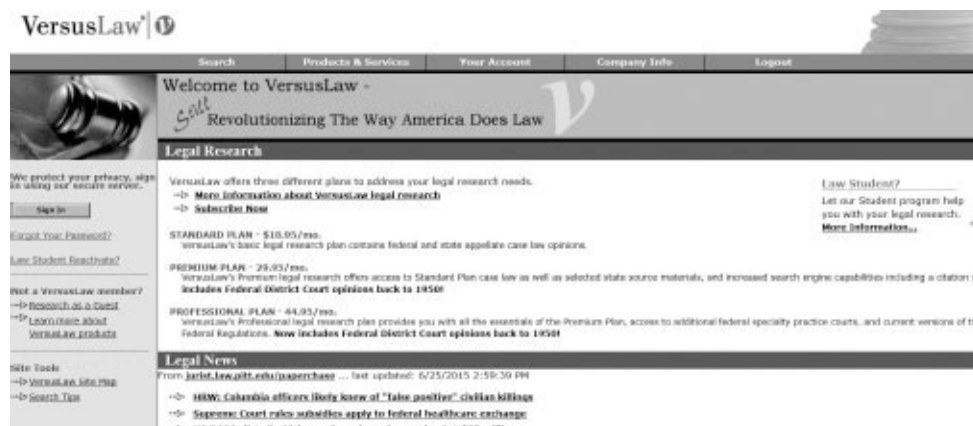 VersusLaw
Search
Products & Services
Your Account
Company Info
Logout
Welcome to VersusLaw -
Still Revolutionizing The Way America Does Law
Legal Research
We protect your privacy, sign
in using our secure server.
Sign In
Forgot Your Password?
Law Student Reactivate?
Not a VersusLaw member?
Research as a Guest
Learn more about
VersusLaw products
Site Tools
VersusLaw Site Map
Search Tips
VersusLaw offers three different plans to address your legal research needs.
More Information about VersusLaw legal research
Subscribe Now
STANDARD PLAN - $10.95/mo.
VersusLaw's basic legal research plan contains federal and state appellate case law opinions.
PREMIUM PLAN - 29.95/mo.
VersusLaw's Premium legal research offers access to Standard Plan case law as well as selected state source materials, and increased search engine capabilities including a citation
includes Federal District Court opinions back to 1950!
PROFESSIONAL PLAN - 44.95/mo.
VersusLaw's Professional legal research plan provides you with all the essentials of the Premium Plan, access to additional federal specialty practice courts, and current versions of
Federal Regulations. Now includes Federal District Court opinions back to 1950!
Law Student?
Let our Student program help
you with your legal research.
More Information...
Legal News
From jurist.law.pitt.edu/paperchase ... last updated: 6/25/2015 2:59:39 PM
HRW: Columbia officers likely knew of "false positive" civilian killings
Supreme Court rules subsidies apply to federal healthcare exchange